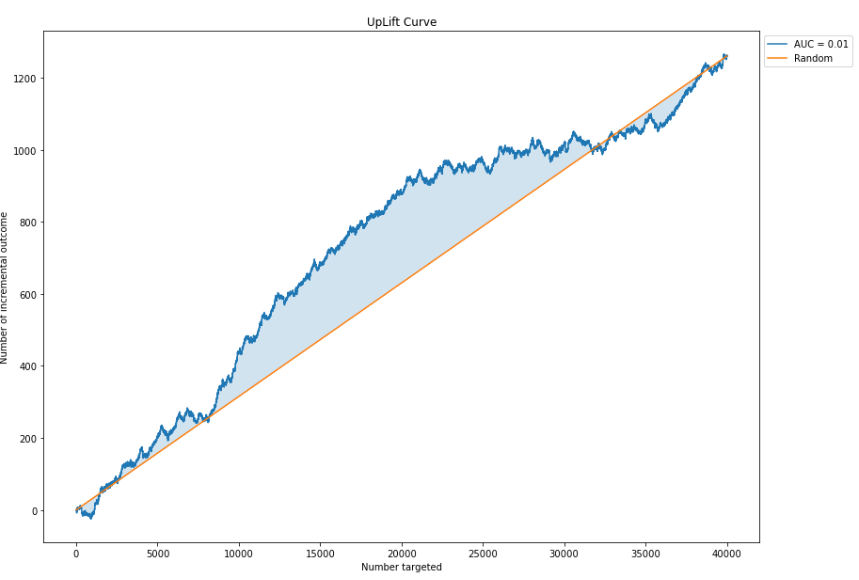 UpLift Curve
AUC = 0.01
Random
Number of incremental outcome
1200
1000
800
600
400
200
0
0 5000 10000 15000 20000 25000 30000 35000 40000
Number targeted